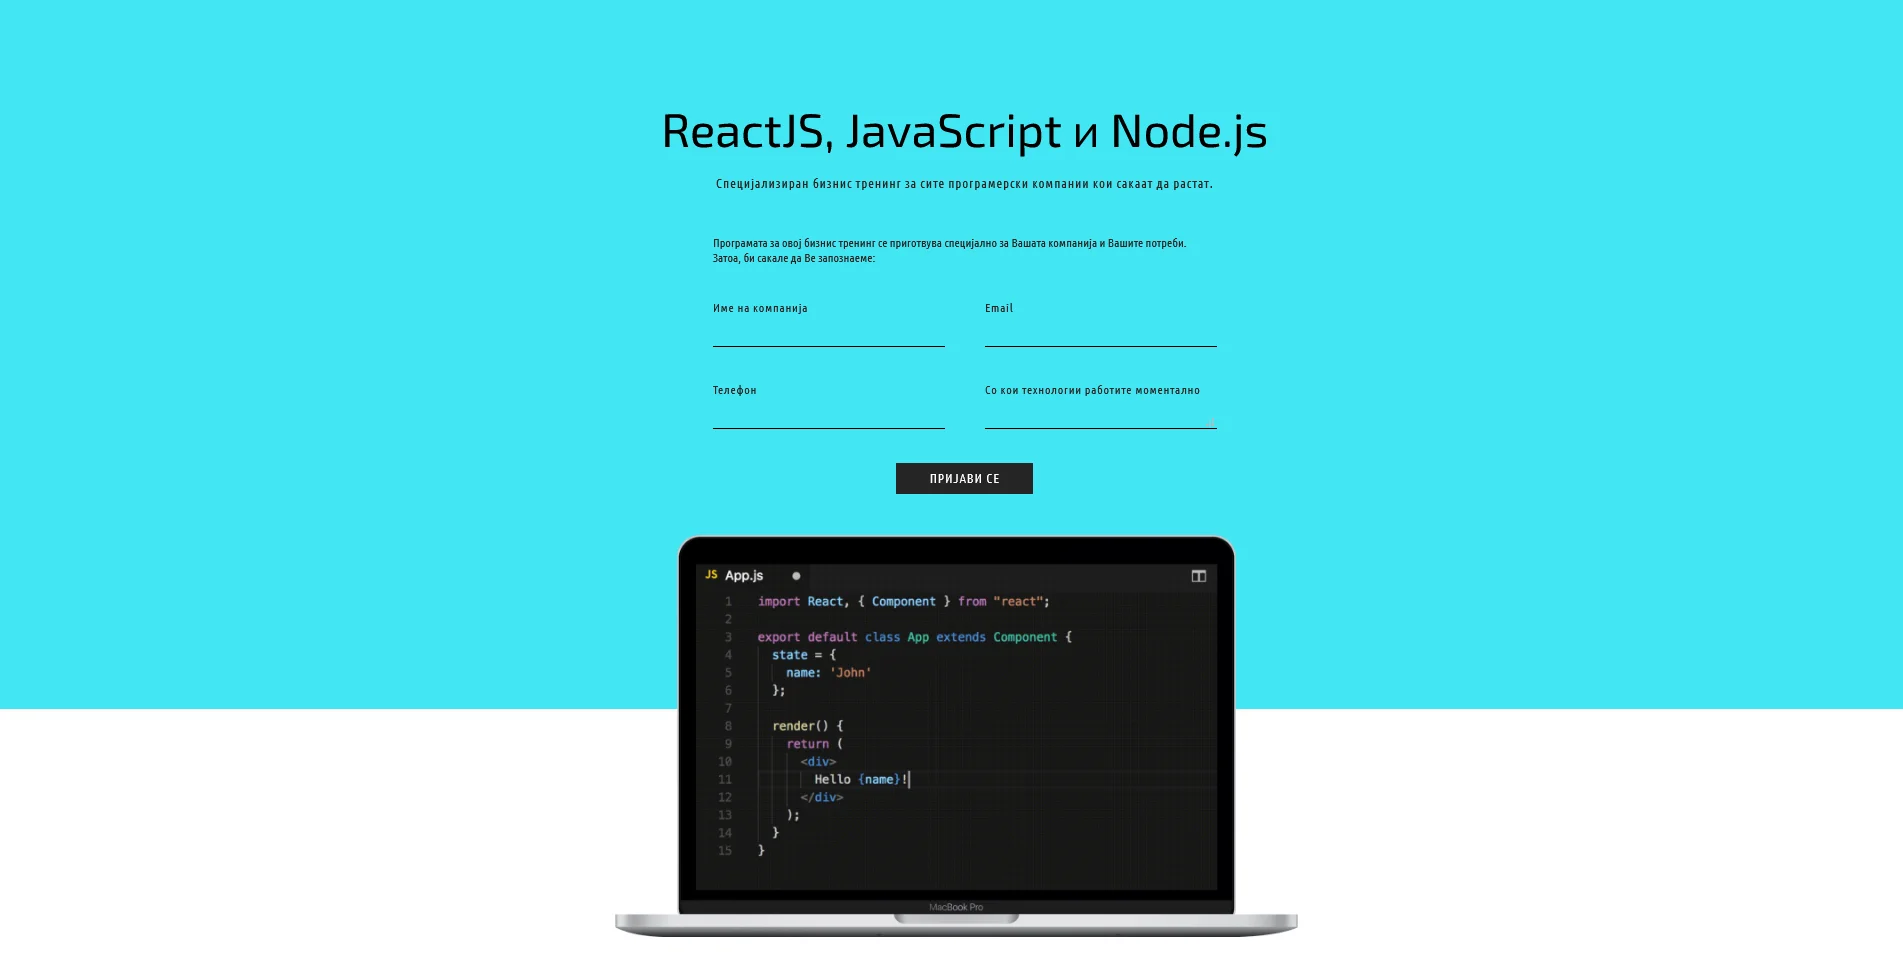 ReactJS, JavaScript и Node.js
Специјализиран бизнис тренинг за сите програмерски компании кои сакаат да растат.
Програмата за овој бизнис тренинг се приготвува специјално за Вашата компанија и Вашите потреби.
Затоа, би сакале да Ве запознаеме:
Име на компанија
Email
Телефон
Со кои технологии работите моментално
ПРИЈАВИ СЕ
JS App.js
1 import React, { Component } from "react";
2
3 export default class App extends Component {
4 state = {
5 name: 'John'
6 };
7
8 render() {
9 return (
10 <div>
11 Hello {name}!
12 </div>
13 );
14 }
15 }
MacBook Pro